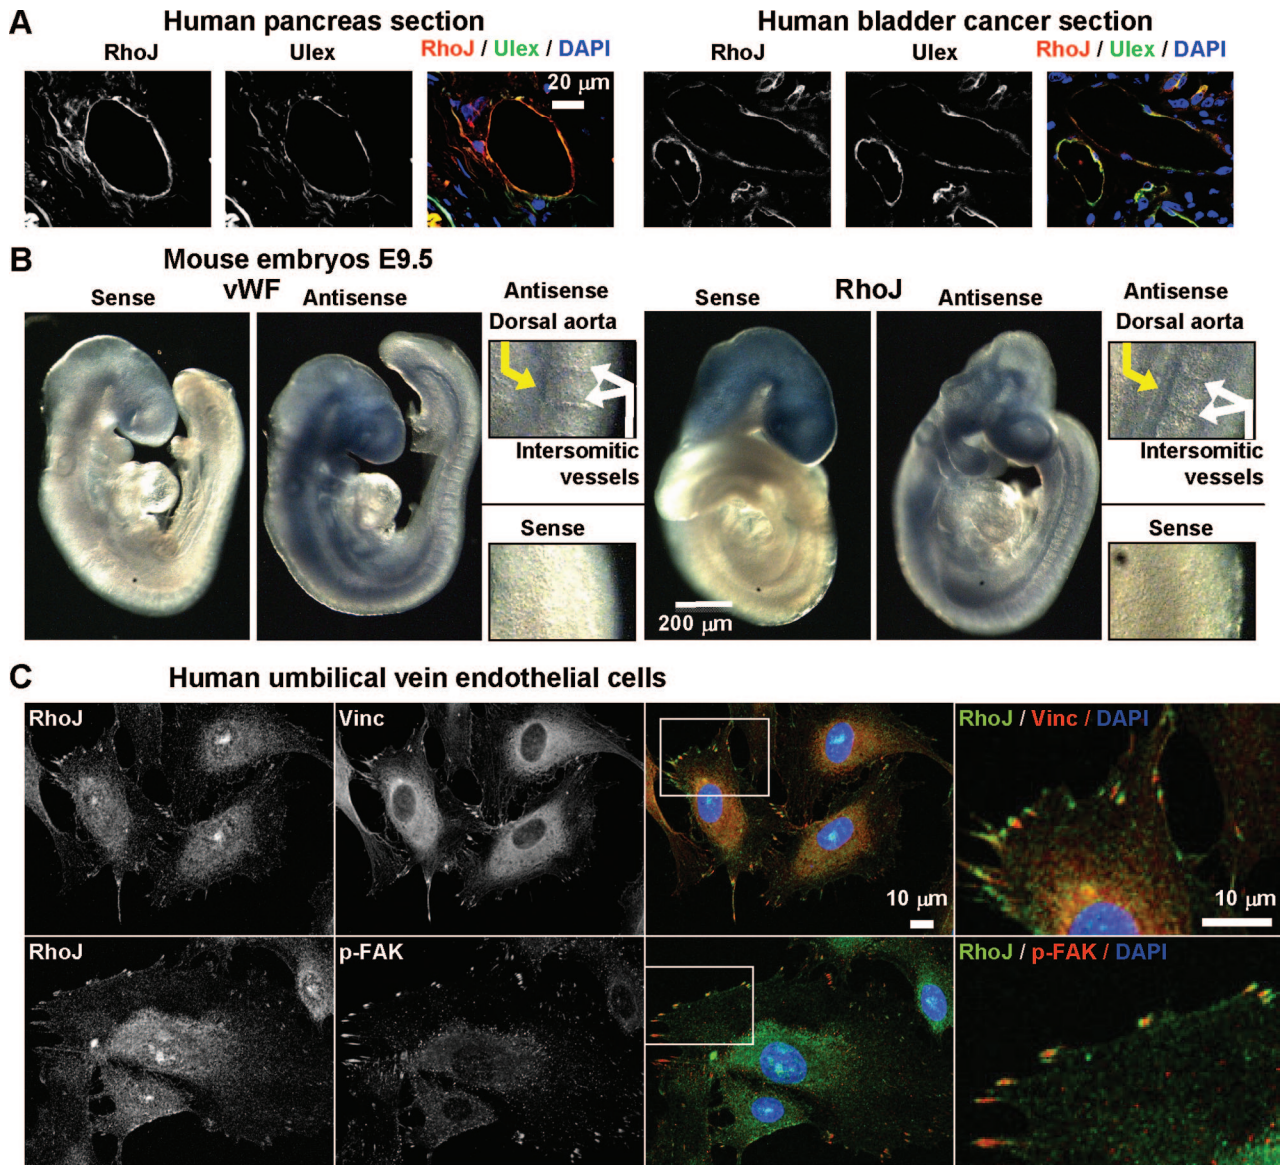 A
Human pancreas section
Human bladder cancer section
RhoJ
Ulex
RhoJ / Ulex / DAPI
RhoJ
Ulex
RhoJ / Ulex / DAPI
20 µm
B
Mouse embryos E9.5
vWF
RhoJ
Sense
Antisense
Antisense
Dorsal aorta
Intersomitic
vessels
Sense
Sense
Antisense
Antisense
Dorsal aorta
Intersomitic
vessels
Sense
200 µm
C
Human umbilical vein endothelial cells
RhoJ
Vinc
RhoJ / Vinc / DAPI
10 µm
10 µm
RhoJ
p-FAK
RhoJ / p-FAK / DAPI